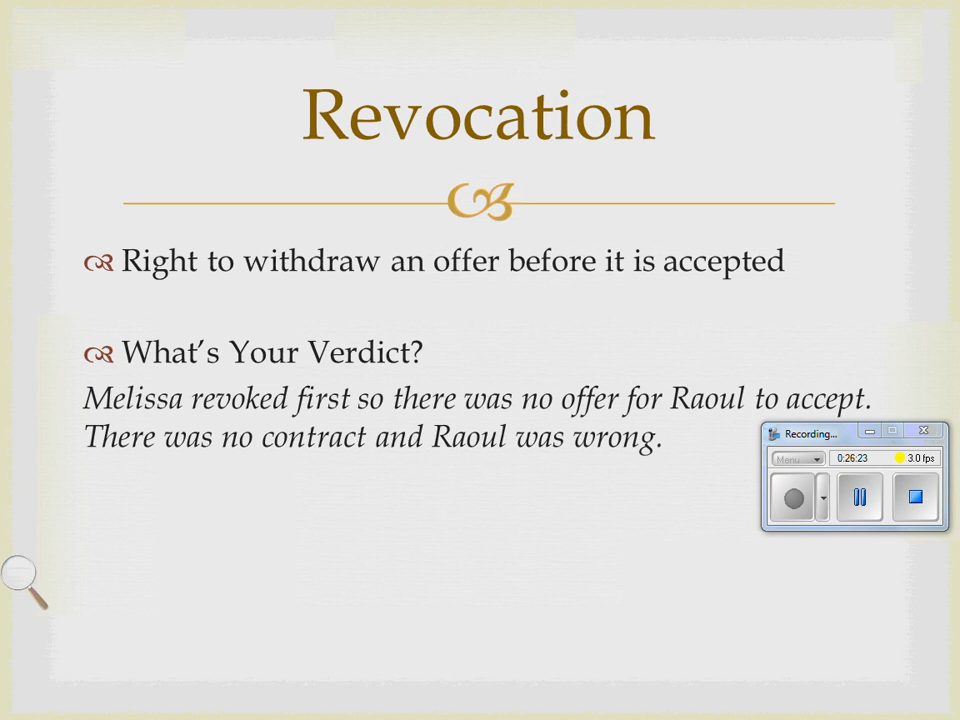 Revocation
Right to withdraw an offer before it is accepted
What’s Your Verdict?
Melissa revoked first so there was no offer for Raoul to accept.
There was no contract and Raoul was wrong.
Recording...
Menu 0:26:23 3.0 fps